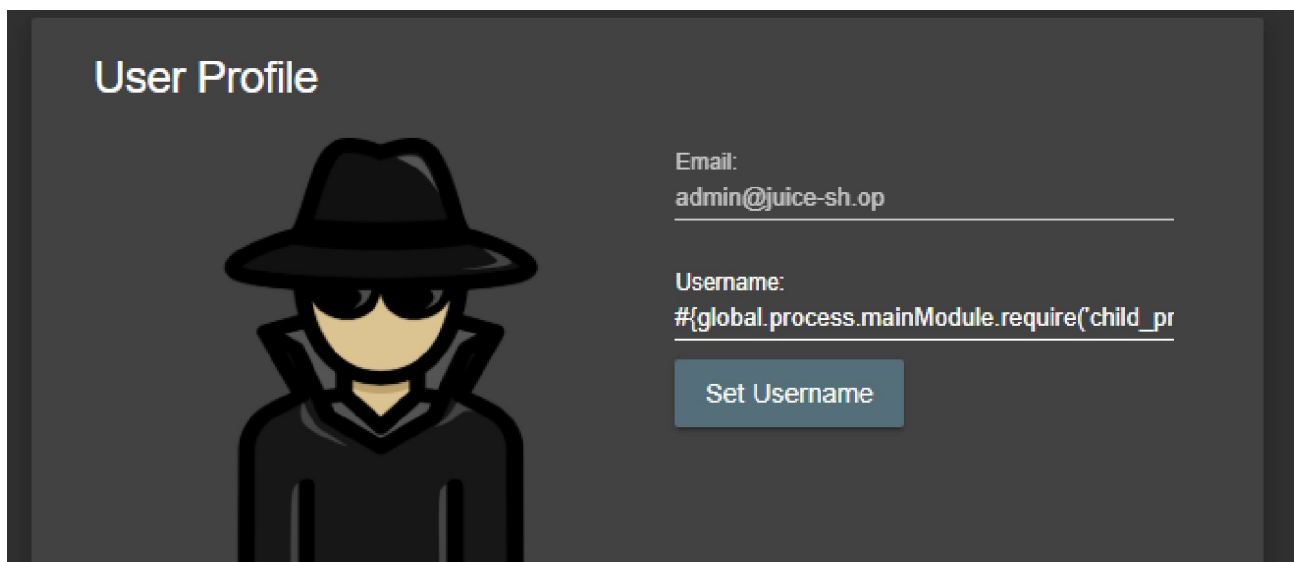 User Profile
Email:
admin@juice-sh.op
Username:
#{global.process.mainModule.require('child_pr
Set Username